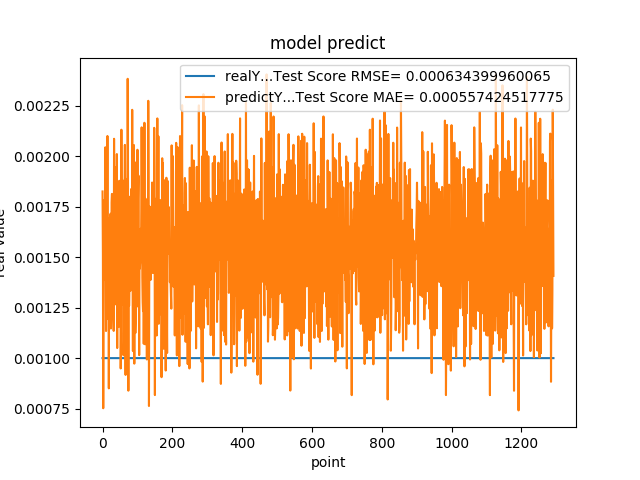 model predict
realY...Test Score RMSE= 0.000634399960065
predictY...Test Score MAE= 0.000557424517775
0.00225
0.00200
0.00175
0.00150
0.00125
0.00100
0.00075
real value
0 200 400 600 800 1000 1200
point